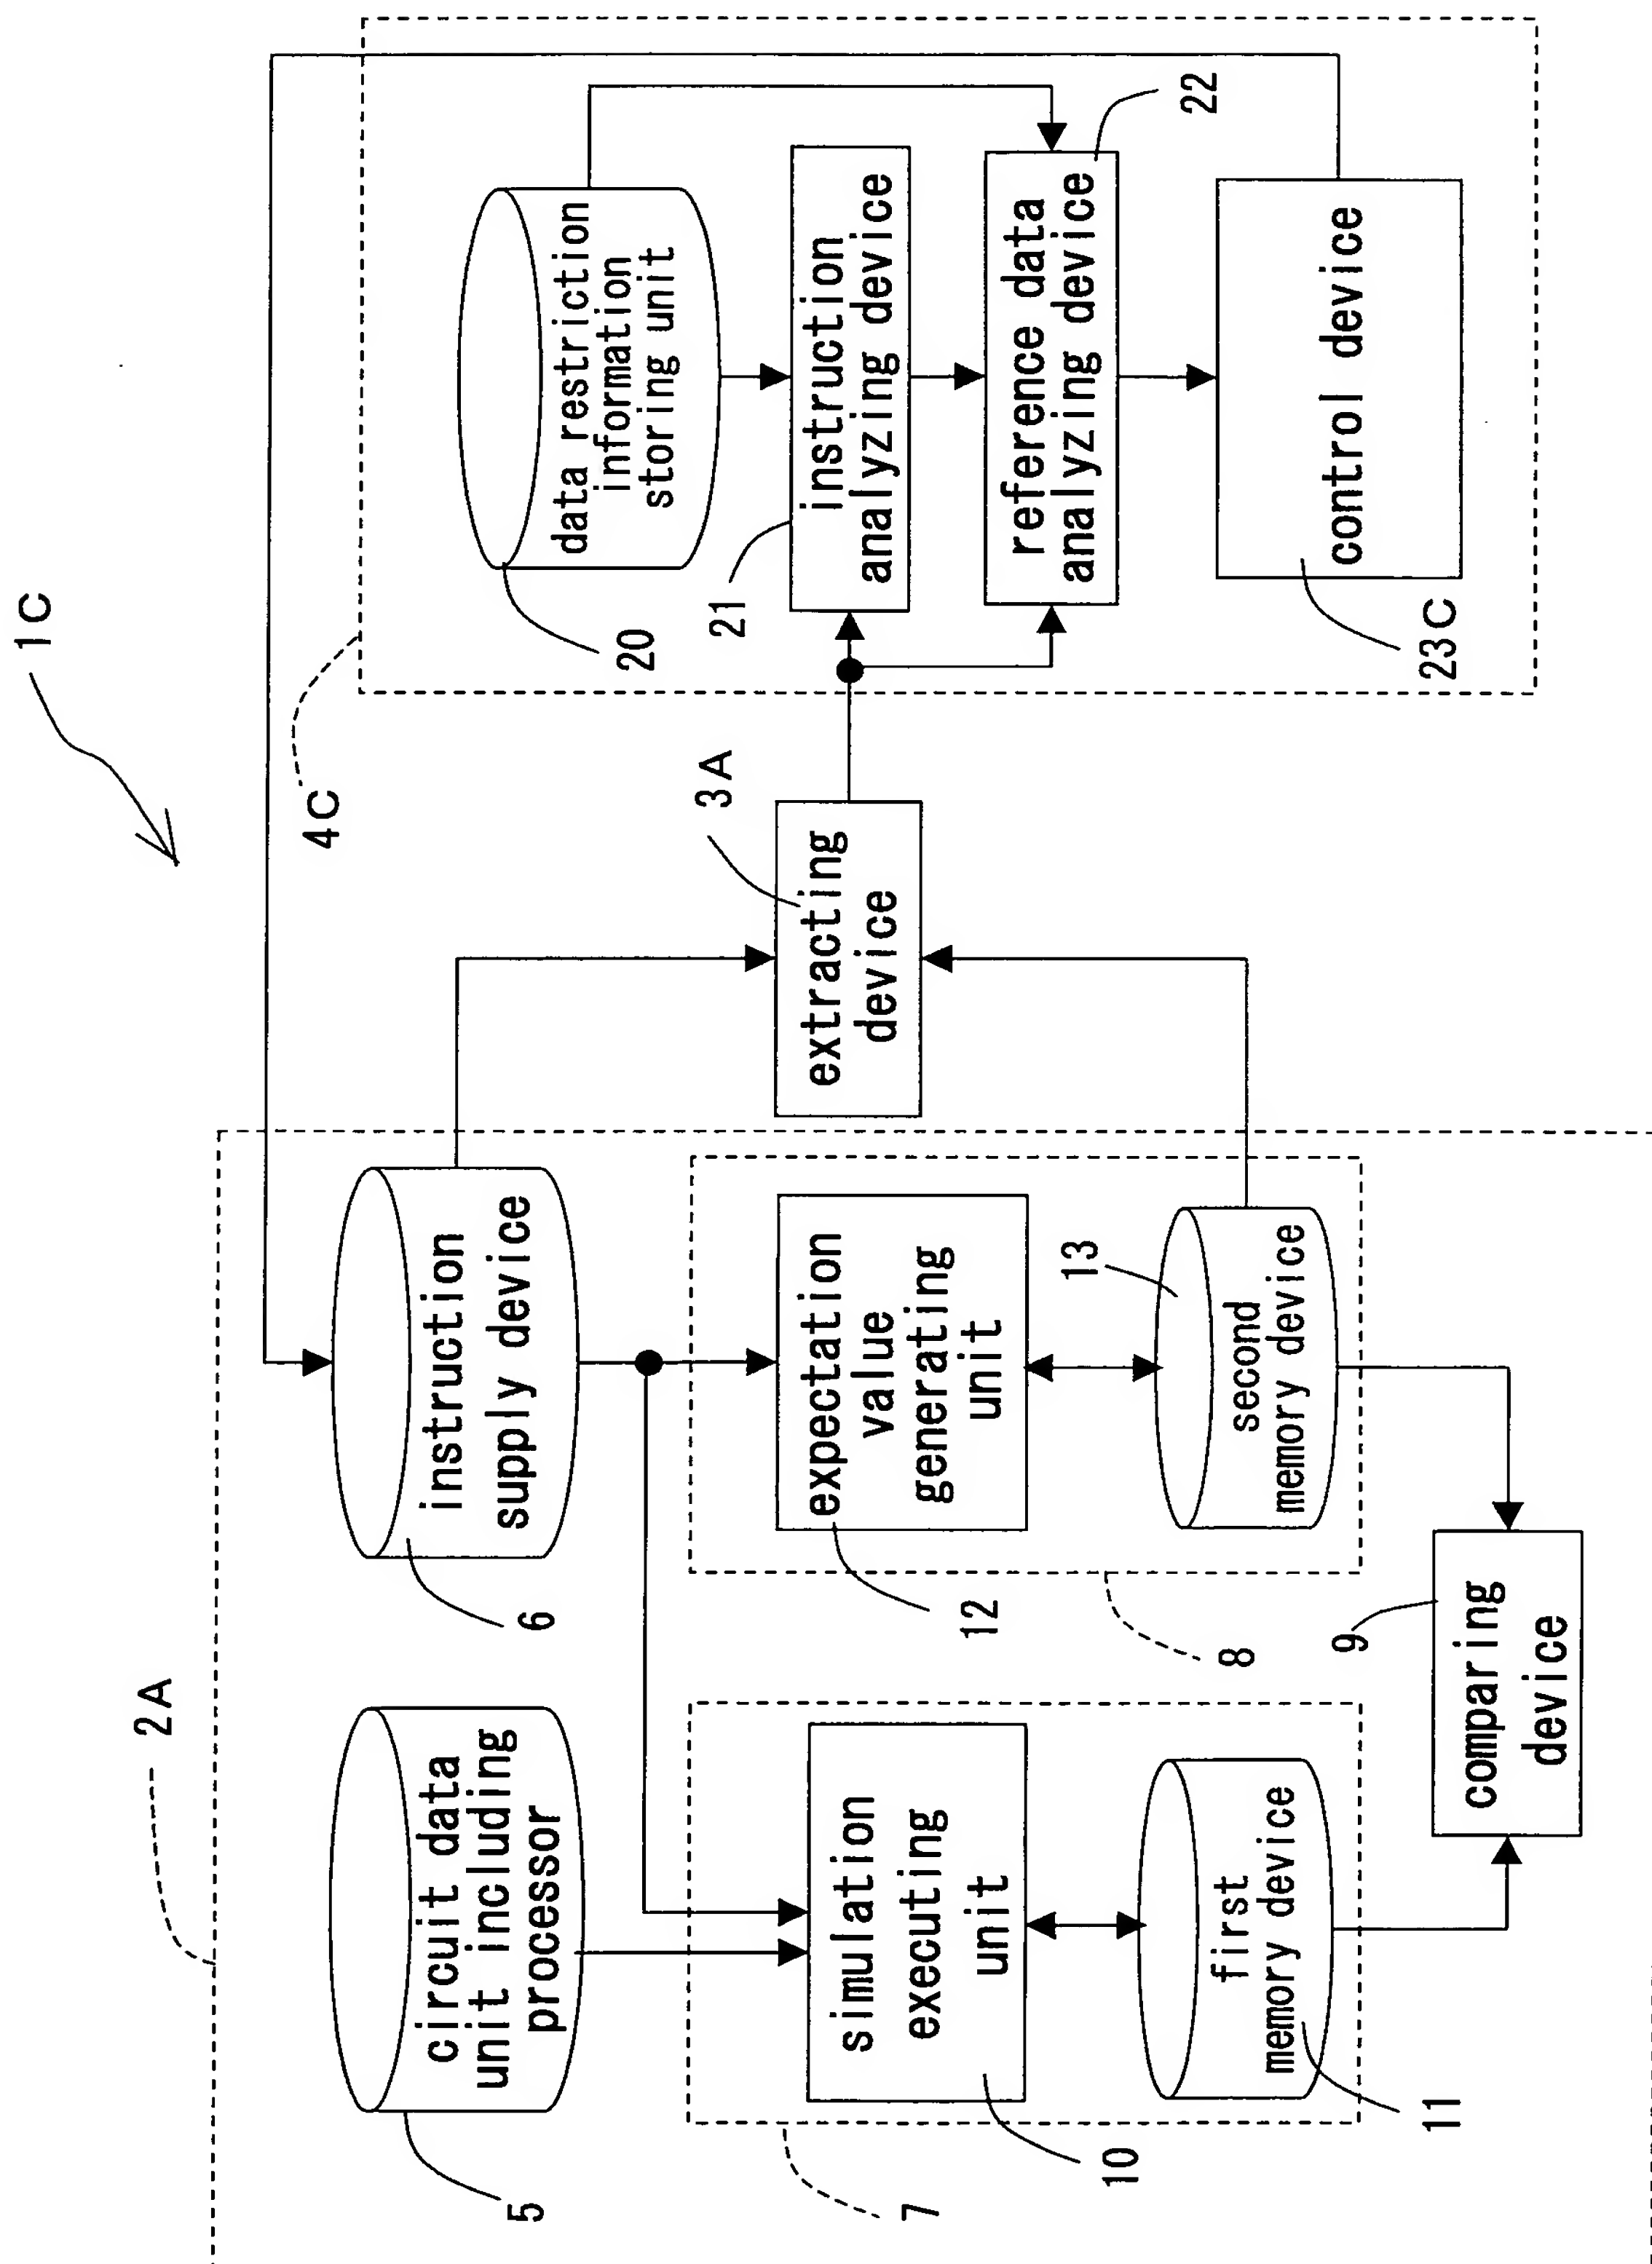 1C
2A
4C
5
circuit data
unit including
processor
6
instruction
supply device
20
data restriction
information
storing unit
3A
extracting
device
21
instruction
analyzing device
7
10
simulation
executing
unit
12
expectation
value
generating
unit
22
reference data
analyzing device
8
11
first
memory device
13
second
memory device
23C
control device
9
comparing
device